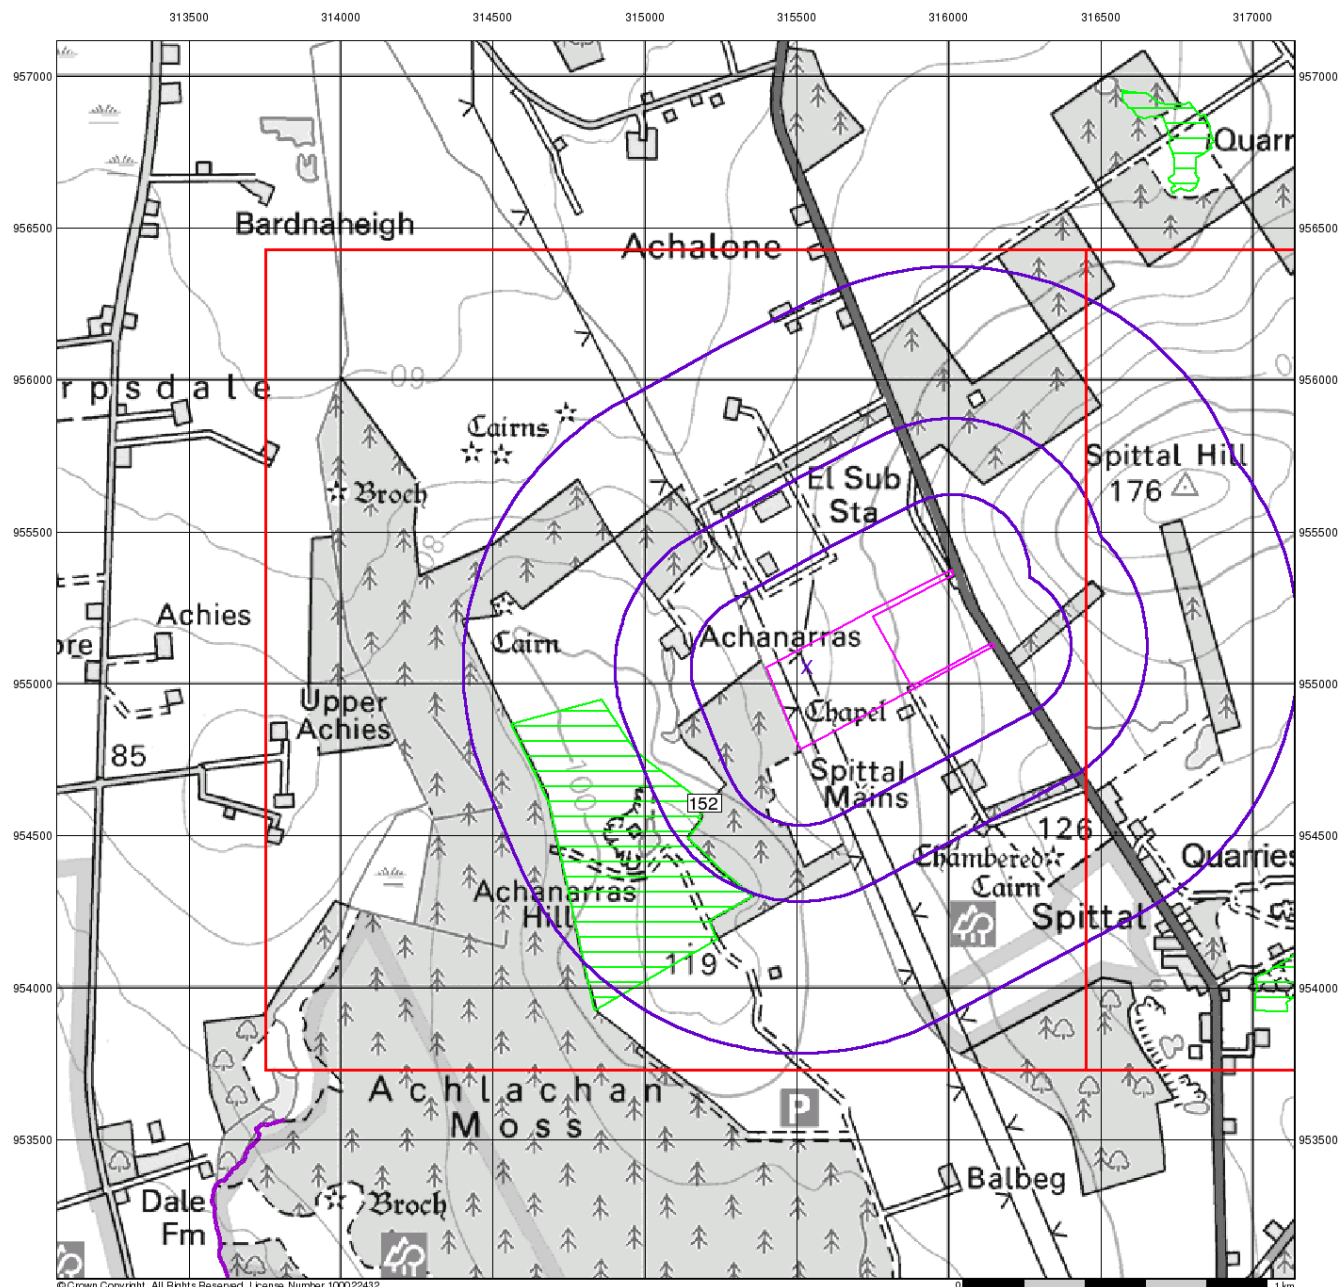 313500 314000 314500 315000 315500 316000 316500 317000
957000 957000
Quarr
Bardnaheigh
956500 956500
Achalone
956000 956000
rpsdale
60
Cairns
Spittal Hill
176
El Sub
Sta
Broch
955500 955500
80
Achies
Cairn
Achanarras
ore
X
955000 955000
Upper
Achies
Chapel
85
100
Spittal
Mains
152
954500 954500
126
Chambered
Cairn
Quarries
Achanarras
Hill
Spittal
119
954000 954000
Achlachan
Moss
P
953500 953500
Balbeg
Dale
Fm
Broch
© Crown Copyright. All Rights Reserved. License Number 100022432
0 1 km